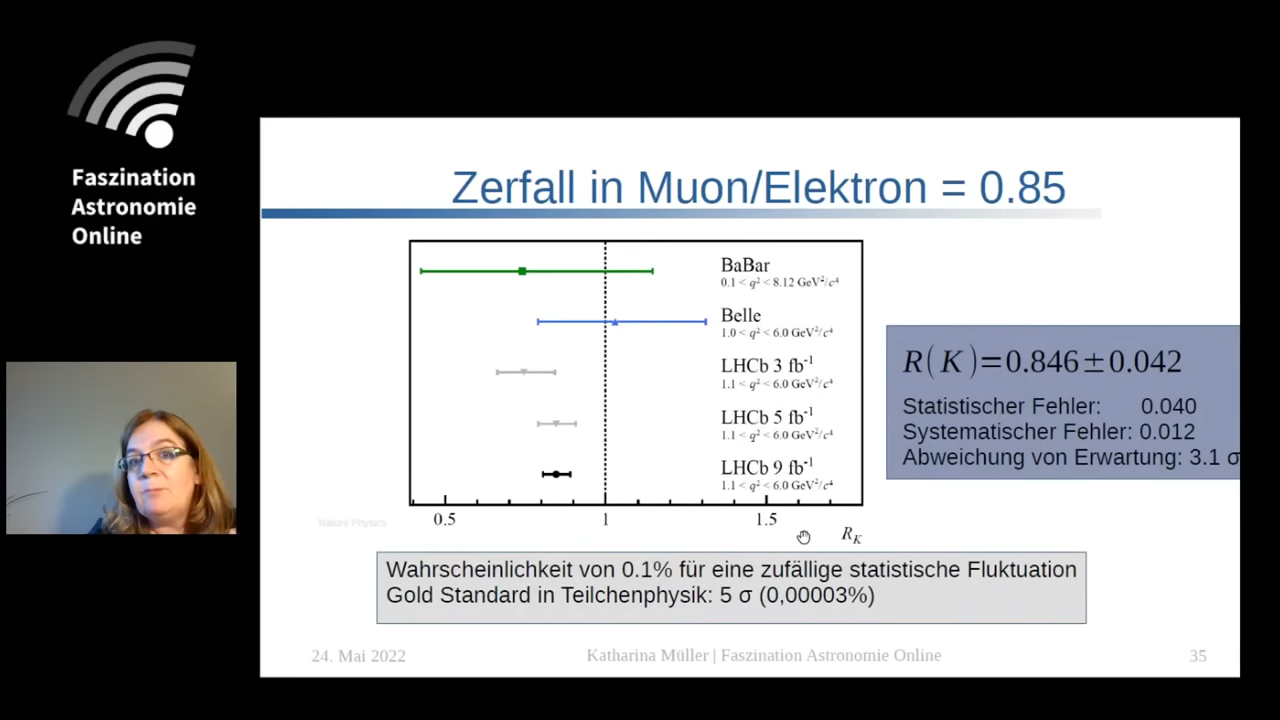 Faszination
Astronomie
Online
Zerfall in Muon/Elektron = 0.85
BaBar
0.1 < q² < 8.12 GeV²/c⁴
Belle
1.0 < q² < 6.0 GeV²/c⁴
LHCb 3 fb⁻¹
1.1 < q² < 6.0 GeV²/c⁴
LHCb 5 fb⁻¹
1.1 < q² < 6.0 GeV²/c⁴
LHCb 9 fb⁻¹
1.1 < q² < 6.0 GeV²/c⁴
0.5 1 1.5
R_K
Nature Physics
R(K)=0.846±0.042
Statistischer Fehler: 0.040
Systematischer Fehler: 0.012
Abweichung von Erwartung: 3.1 σ
Wahrscheinlichkeit von 0.1% für eine zufällige statistische Fluktuation
Gold Standard in Teilchenphysik: 5 σ (0,00003%)
24. Mai 2022 Katharina Müller | Faszination Astronomie Online 35